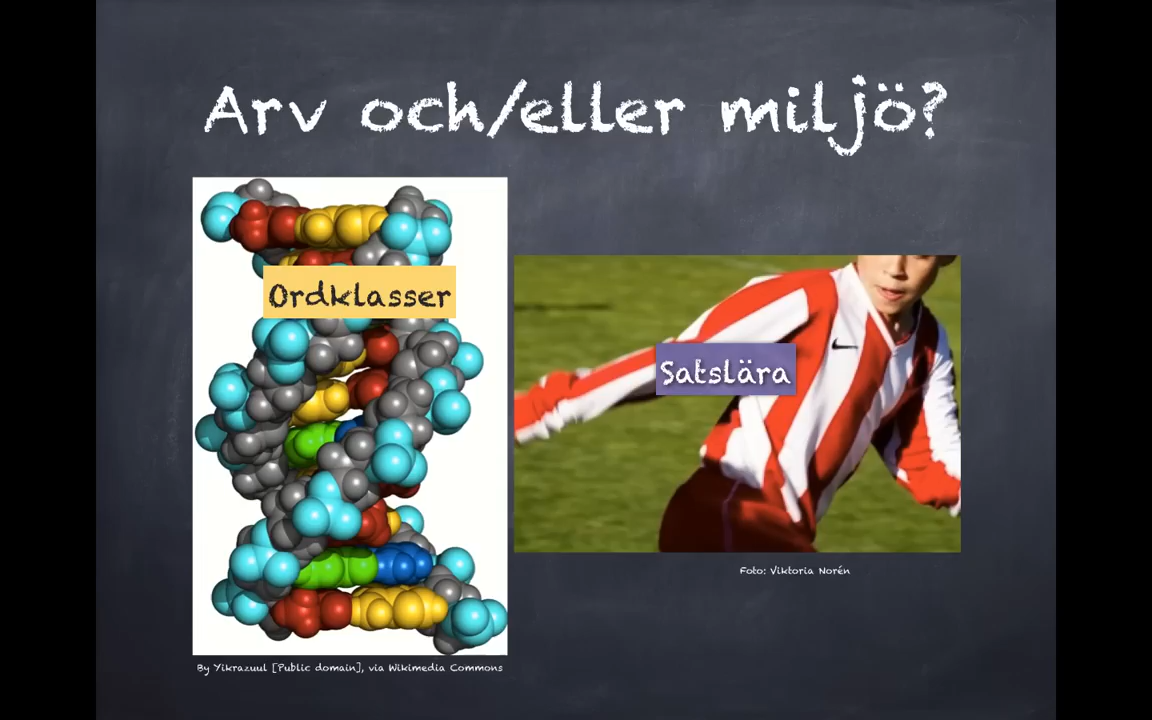 Arv och/eller miljö?
Ordklasser
Satslära
Foto: Viktoria Norén
By Yikrazuul [Public domain], via Wikimedia Commons